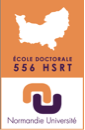 ÉCOLE DOCTORALE
556 HSRT
Normandie Université